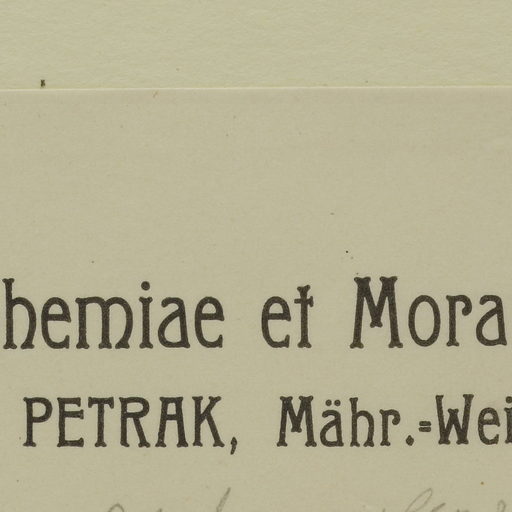 hemiae et Mora
PETRAK, Mähr.=Wei